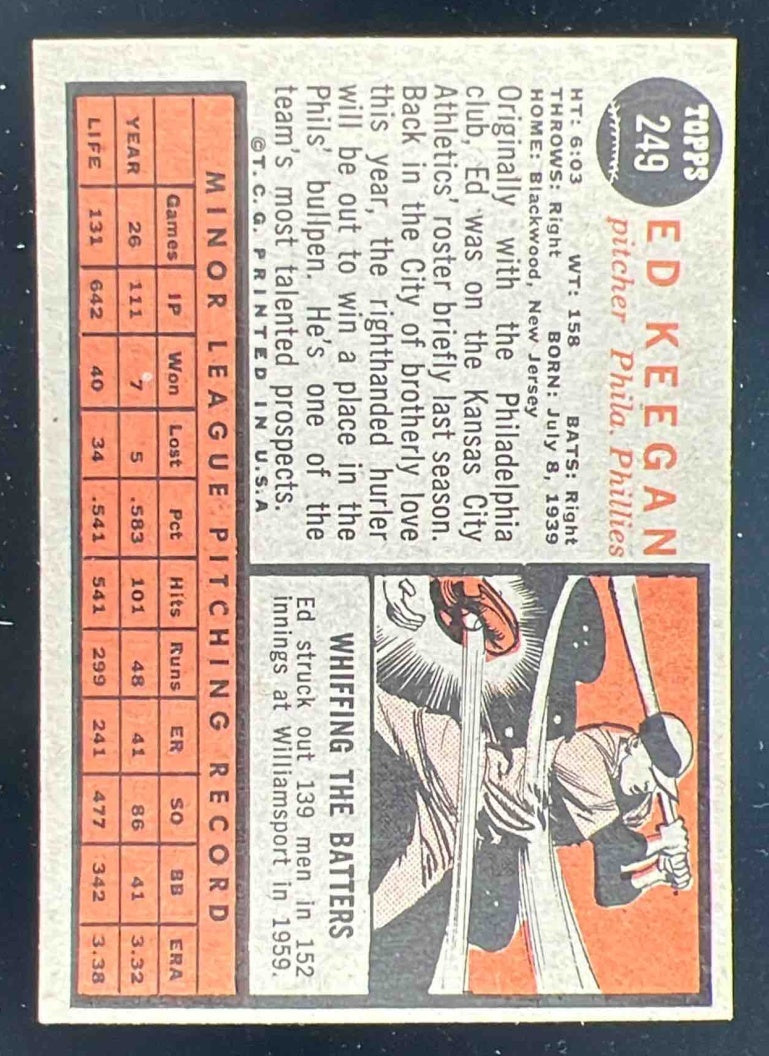 TOPPS
249
ED KEEGAN
pitcher Phila. Phillies
HT: 6:03 WT: 158 BATS: Right
THROWS: Right BORN: July 8, 1939
HOME: Blackwood, New Jersey
Originally with the Philadelphia
club, Ed was on the Kansas City
Athletics' roster briefly last season.
Back in the City of brotherly love
this year, the righthanded hurler
will be out to win a place in the
Phils' bullpen. He's one of the
team's most talented prospects.
©T.C.G. PRINTED IN U.S.A
WHIFFING THE BATTERS
Ed struck out 139 men in 152
innings at Williamsport in 1959.
MINOR LEAGUE PITCHING RECORD
Games IP Won Lost Pct Hits Runs ER SO BB ERA
YEAR 26 111 7 5 .583 101 48 41 86 41 3.32
LIFE 131 642 40 34 .541 541 299 241 477 342 3.38